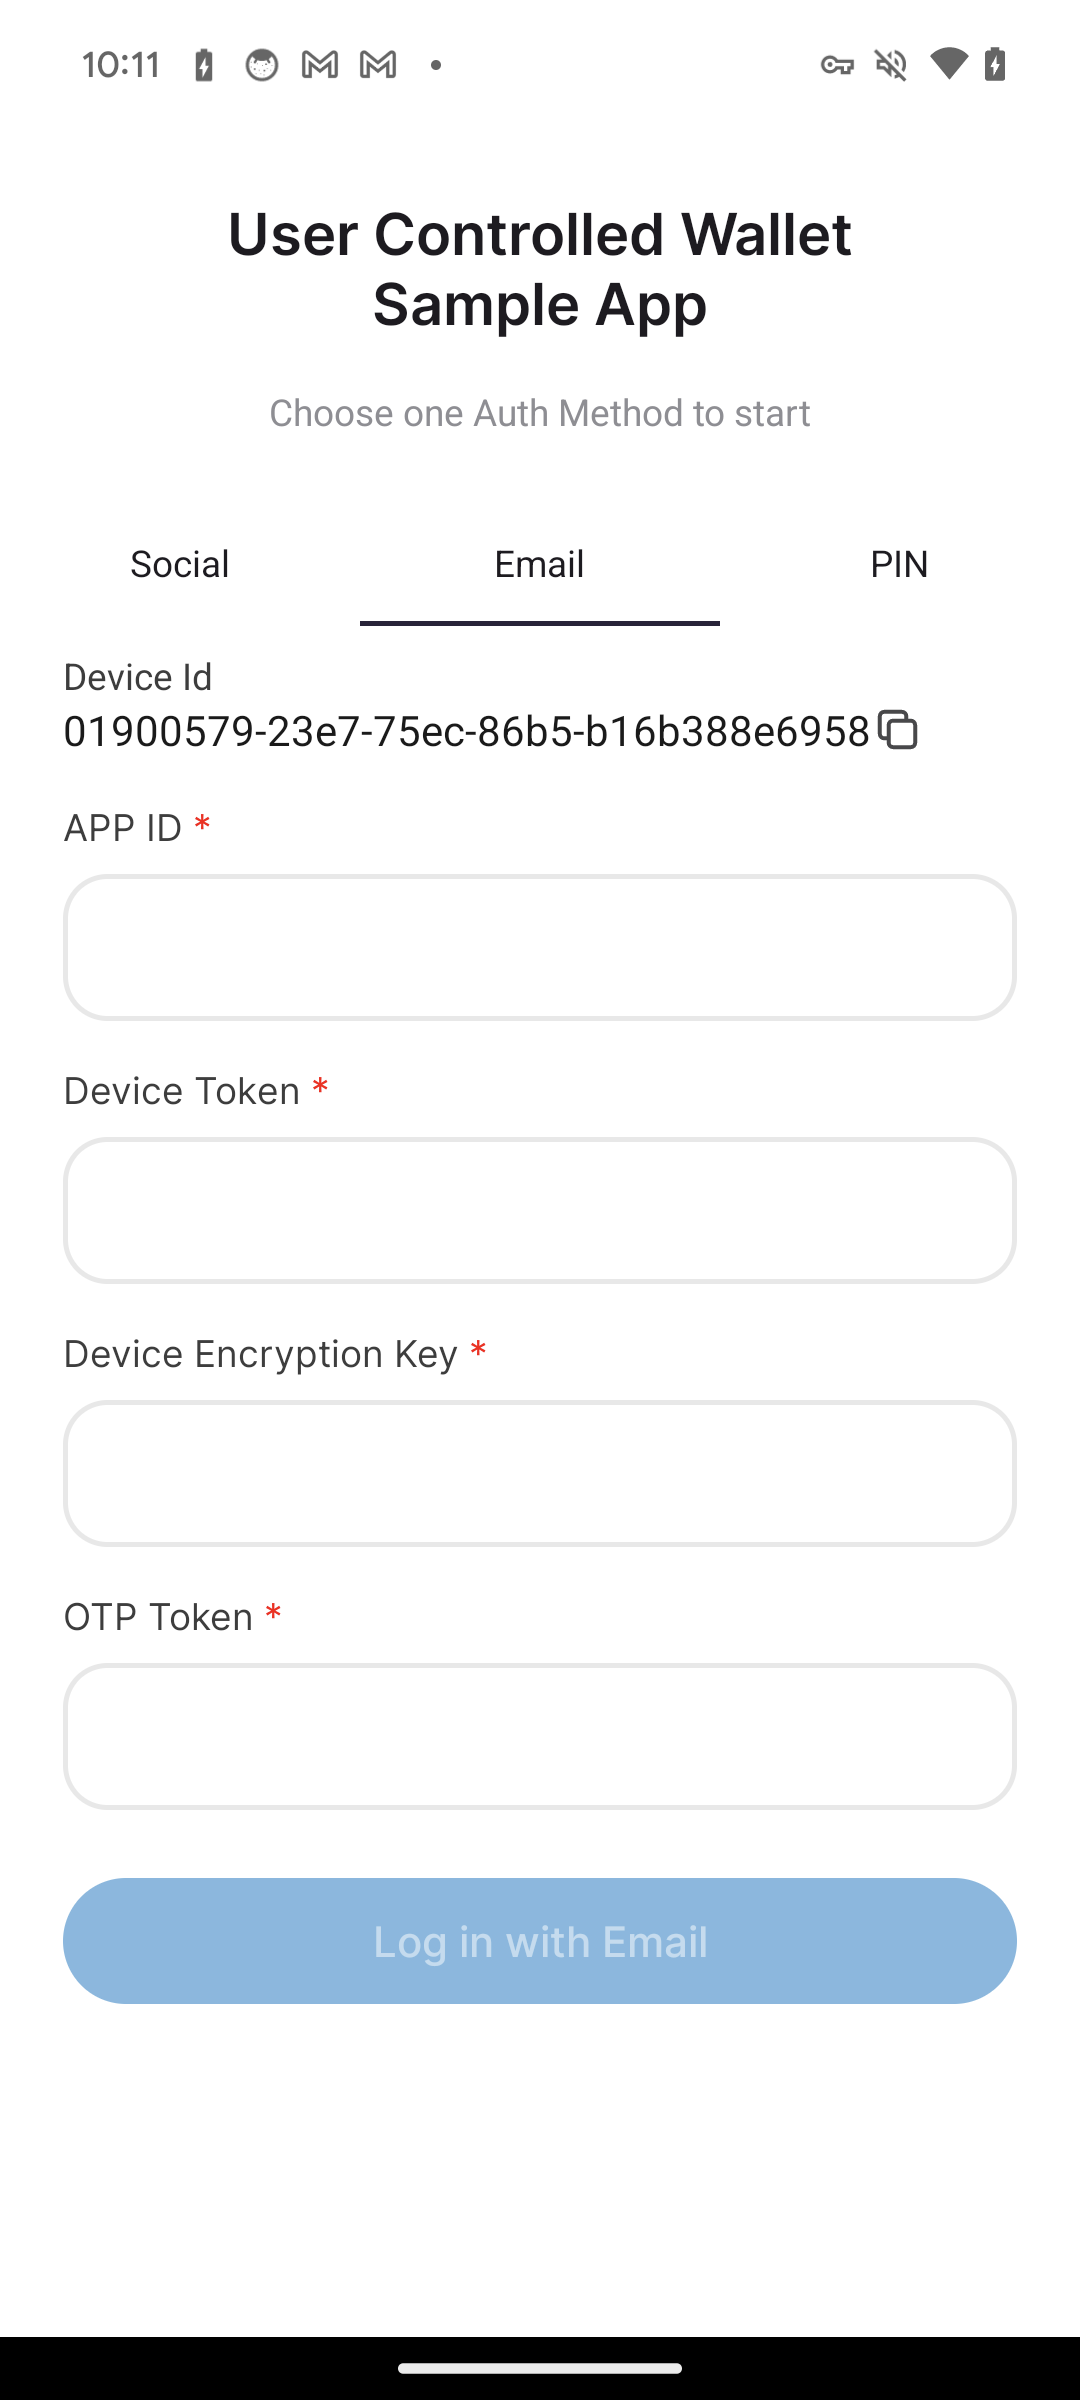 10:11
User Controlled Wallet
Sample App
Choose one Auth Method to start
Social Email PIN
Device Id
01900579-23e7-75ec-86b5-b16b388e6958
APP ID *
Device Token *
Device Encryption Key *
OTP Token *
Log in with Email